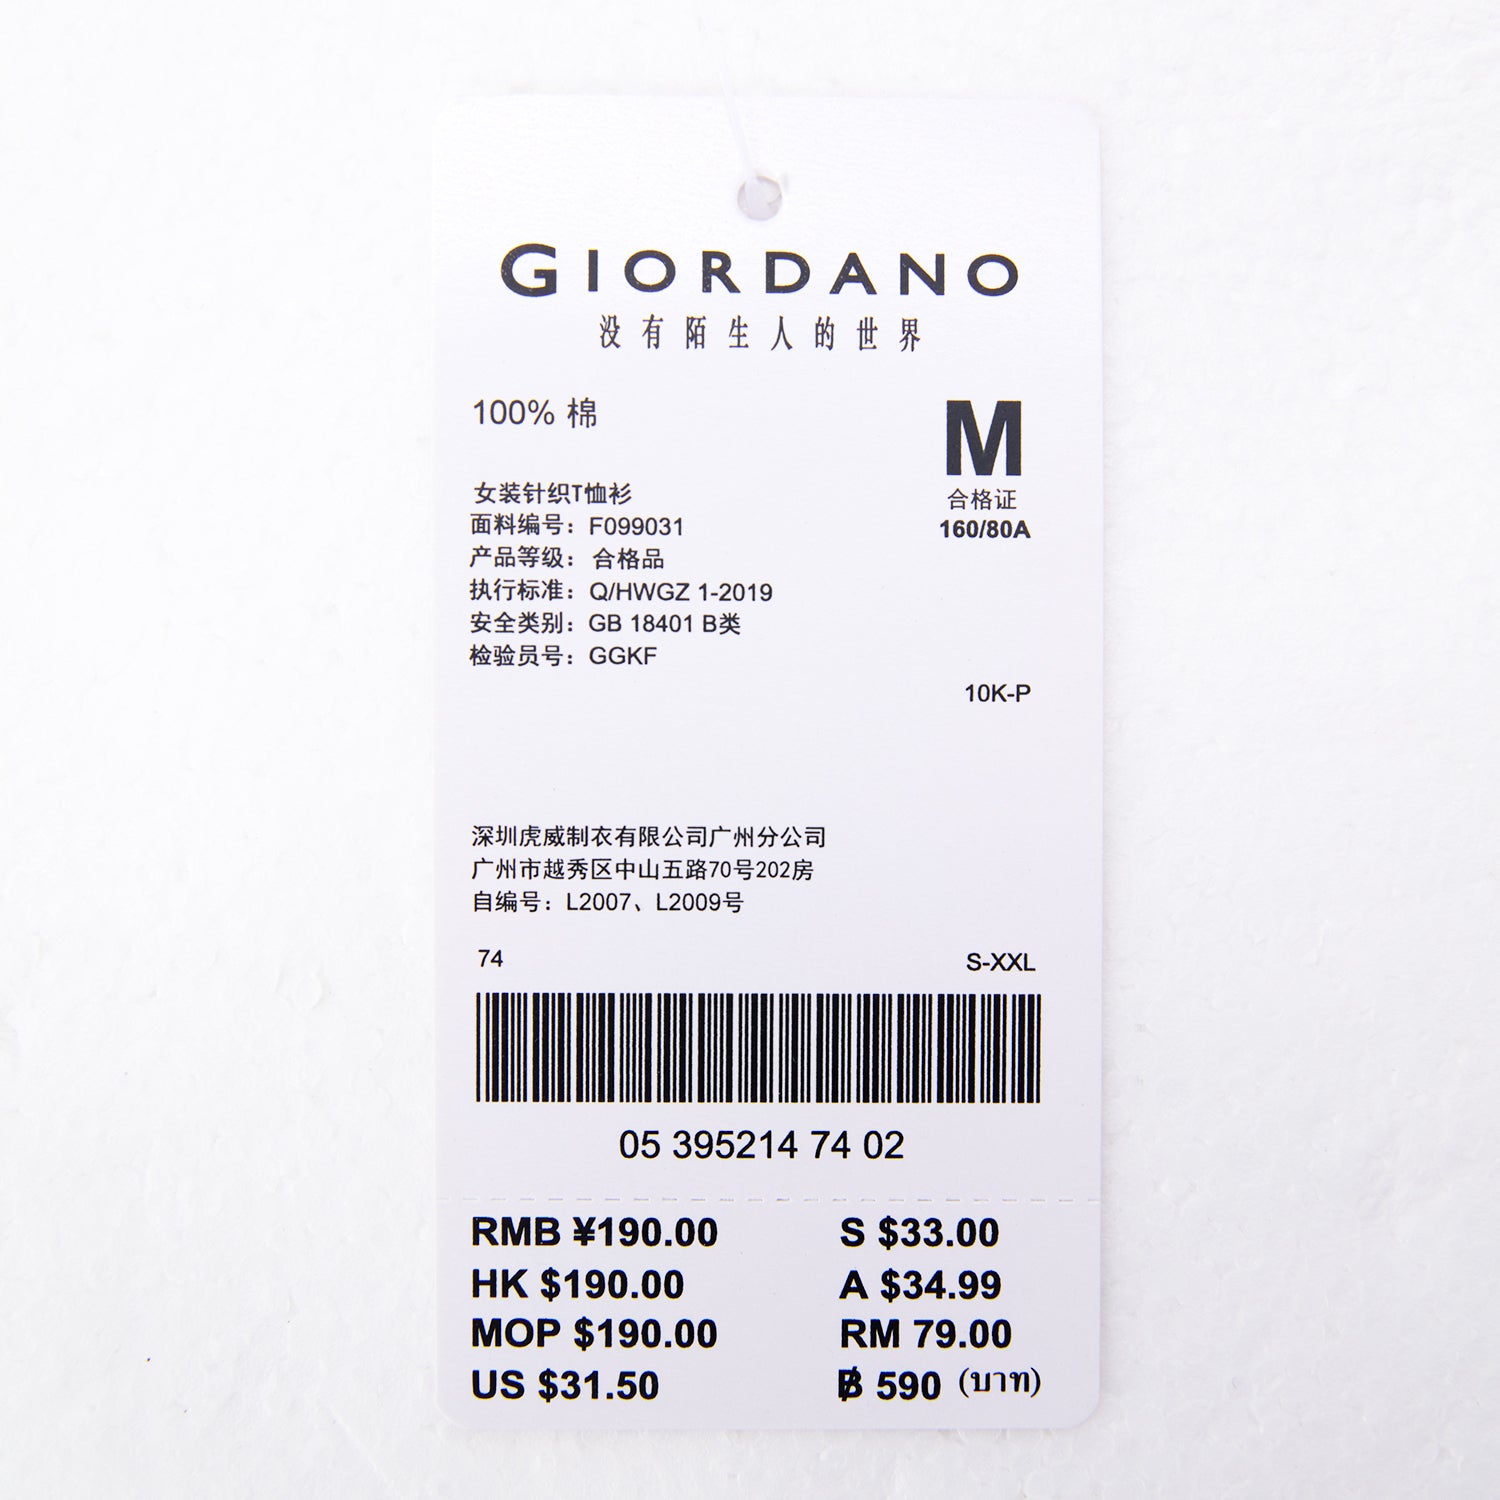 GIORDANO
没有陌生人的世界
100% 棉
M
合格证
160/80A
女装针织T恤衫
面料编号：F099031
产品等级：合格品
执行标准：Q/HWGZ 1-2019
安全类别：GB 18401 B类
检验员号：GGKF
10K-P
深圳虎威制衣有限公司广州分公司
广州市越秀区中山五路70号202房
自编号：L2007、L2009号
74 S-XXL
05 395214 74 02
RMB ¥190.00 S $33.00
HK $190.00 A $34.99
MOP $190.00 RM 79.00
US $31.50 ฿ 590 (บาท)